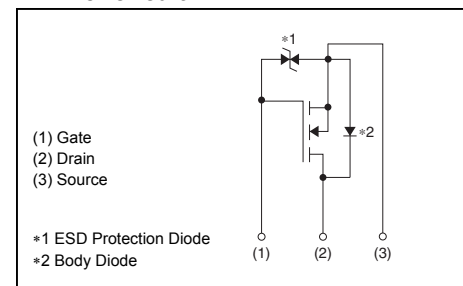 *1
*2
(1) Gate
(2) Drain
(3) Source
*1 ESD Protection Diode
*2 Body Diode
(1) (2) (3)